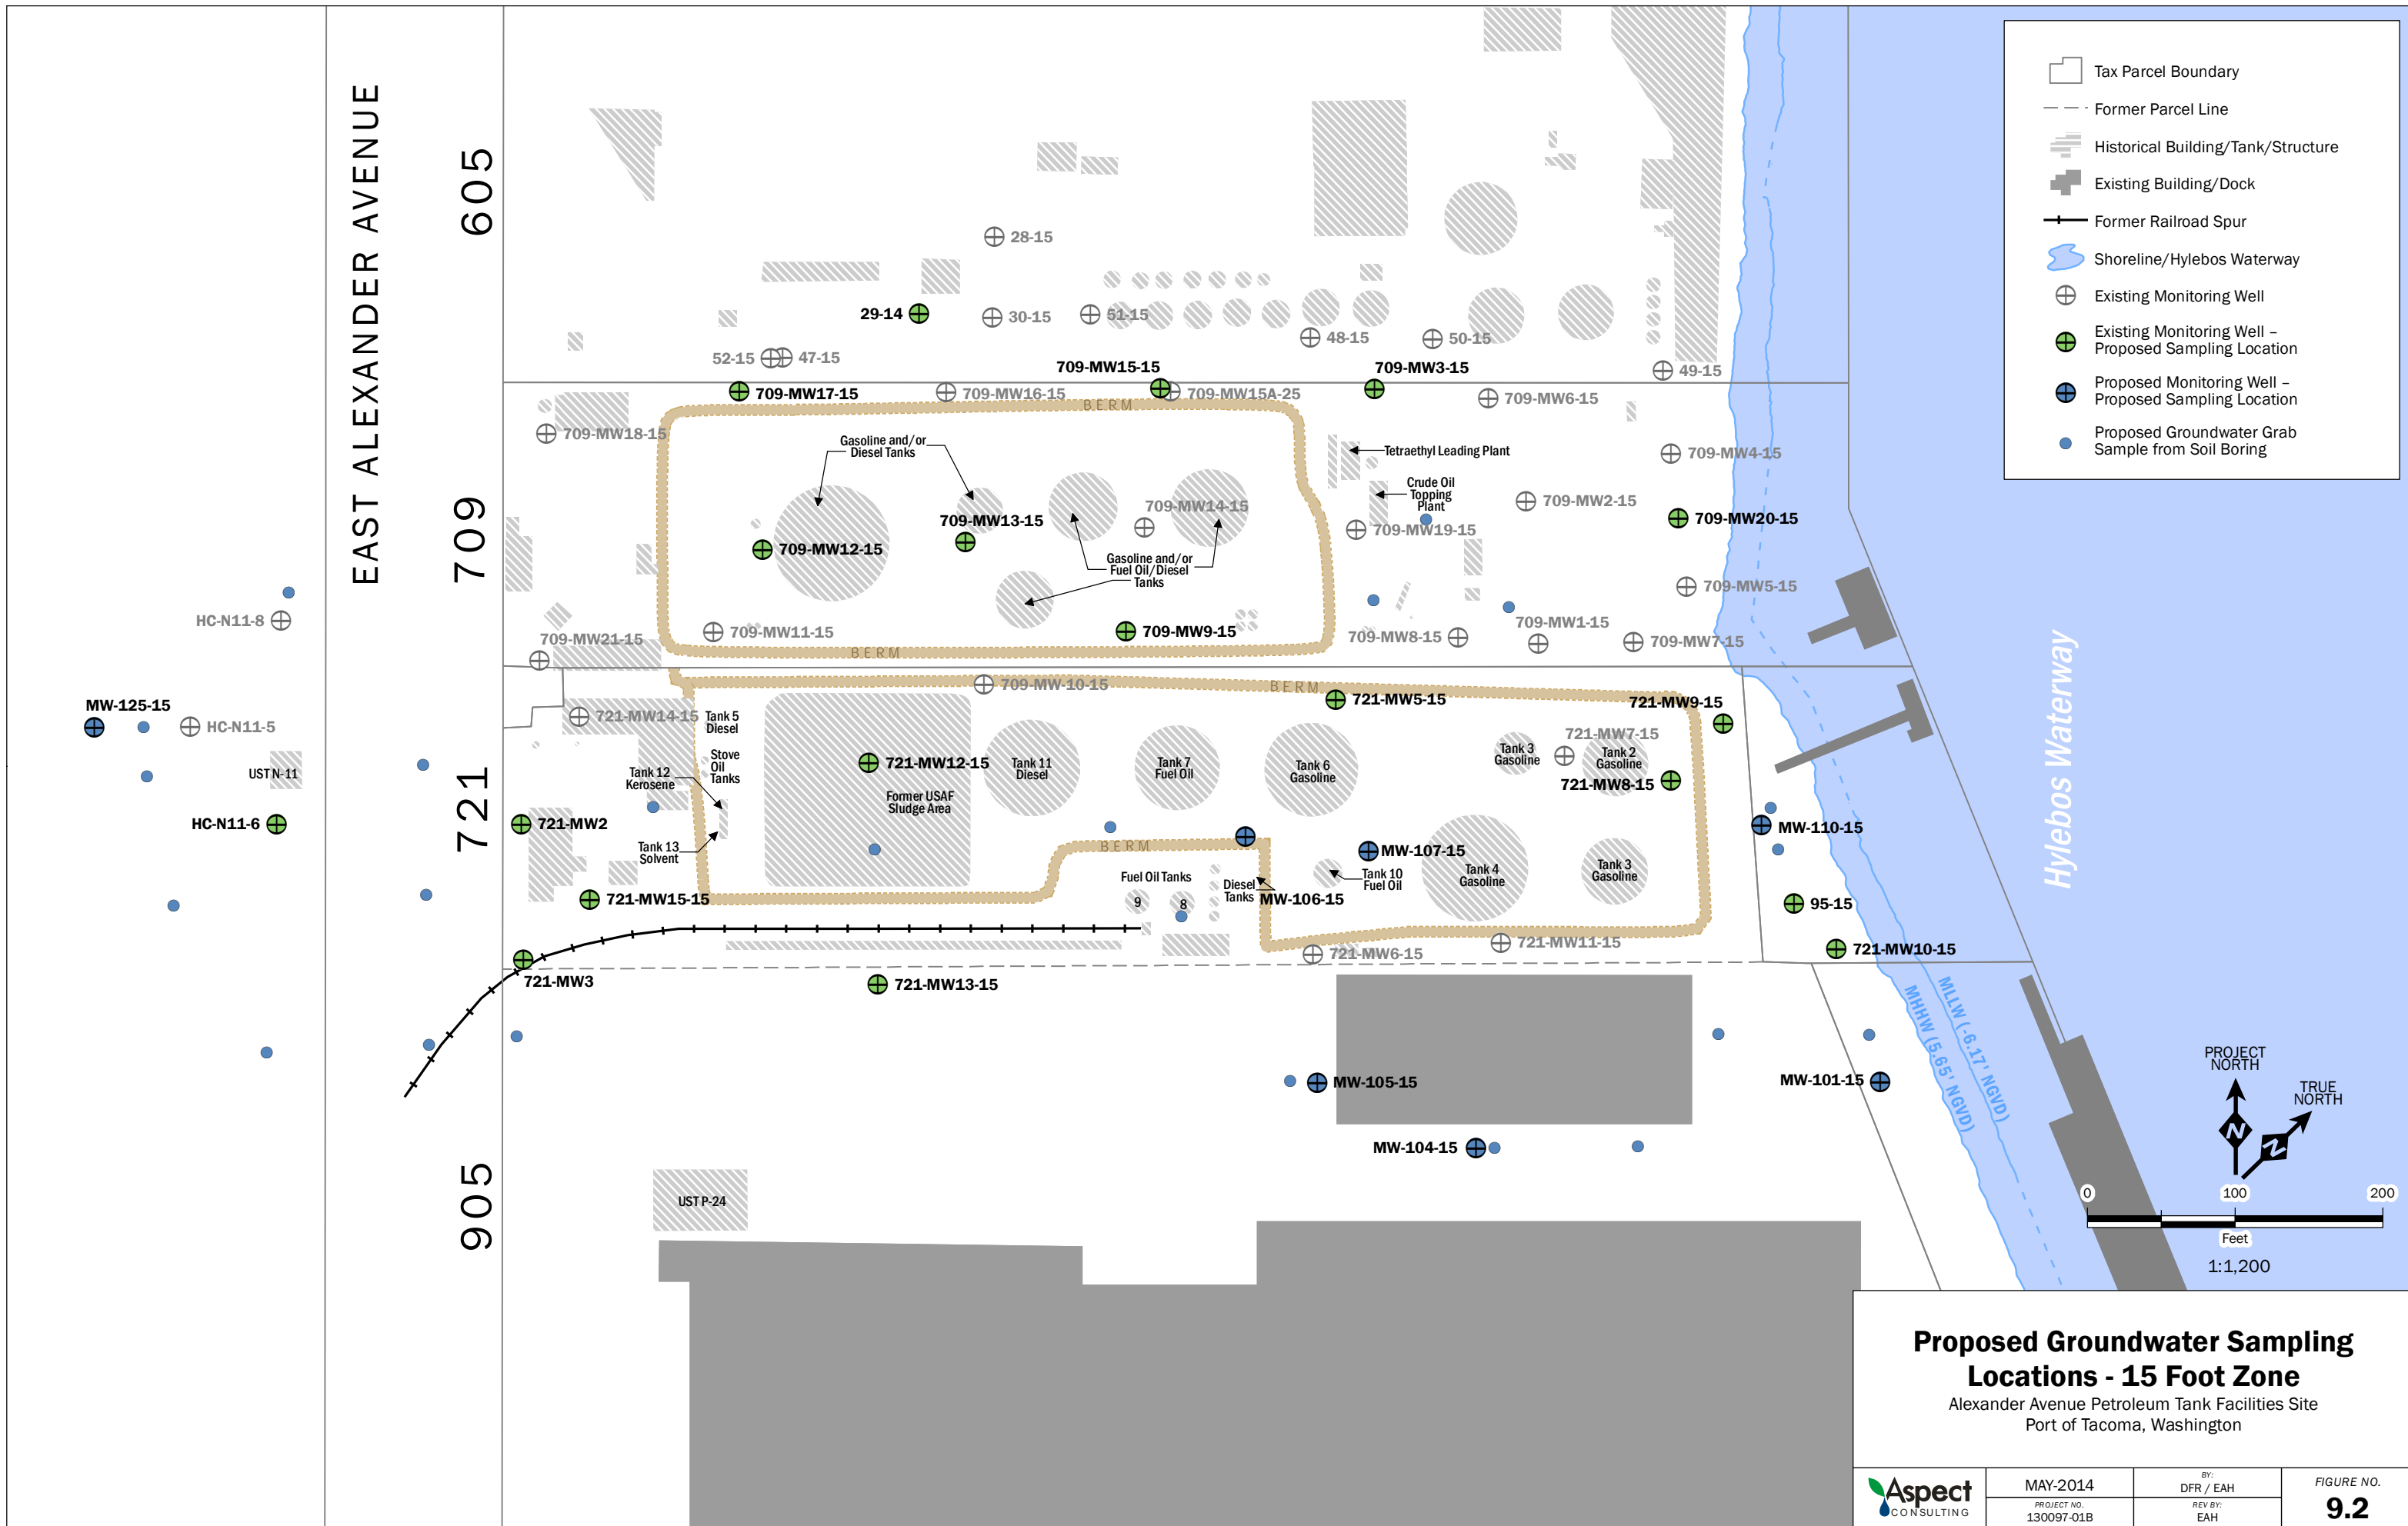 EAST ALEXANDER AVENUE
605
709
721
905
28-15
29-14
30-15
51-15
52-15
47-15
48-15
50-15
49-15
709-MW15-15
709-MW3-15
709-MW17-15
709-MW16-15
709-MW15A-25
709-MW6-15
BERM
709-MW18-15
Gasoline and/or
Diesel Tanks
Tetraethyl Leading Plant
709-MW4-15
Crude Oil
Topping
Plant
709-MW14-15
709-MW2-15
709-MW13-15
709-MW20-15
709-MW19-15
709-MW12-15
Gasoline and/or
Fuel Oil/Diesel
Tanks
709-MW5-15
HC-N11-8
709-MW21-15
709-MW11-15
709-MW9-15
709-MW8-15
709-MW1-15
709-MW7-15
BERM
709-MW-10-15
BERM
MW-125-15
HC-N11-5
721-MW14-15
Tank 5
Diesel
721-MW5-15
721-MW9-15
721-MW7-15
Stove
Oil
Tanks
721-MW12-15
Tank 11
Diesel
Tank 7
Fuel Oil
Tank 6
Gasoline
Tank 3
Gasoline
Tank 2
Gasoline
UST N-11
Tank 12
Kerosene
721-MW8-15
Former USAF
Sludge Area
HC-N11-6
721-MW2
MW-110-15
Tank 13
Solvent
BERM
MW-107-15
Tank 10
Fuel Oil
Tank 4
Gasoline
Tank 3
Gasoline
Fuel Oil Tanks
9
8
Diesel
Tanks
MW-106-15
721-MW15-15
95-15
721-MW6-15
721-MW11-15
721-MW10-15
721-MW3
721-MW13-15
MW-105-15
MW-101-15
MW-104-15
UST P-24
Hylebos Waterway
MLLW (-6.17' NGVD)
MHHW (5.65' NGVD)
Tax Parcel Boundary
Former Parcel Line
Historical Building/Tank/Structure
Existing Building/Dock
Former Railroad Spur
Shoreline/Hylebos Waterway
Existing Monitoring Well
Existing Monitoring Well –
Proposed Sampling Location
Proposed Monitoring Well –
Proposed Sampling Location
Proposed Groundwater Grab
Sample from Soil Boring
PROJECT
NORTH
TRUE
NORTH
N
N
0
100
200
Feet
1:1,200
Proposed Groundwater Sampling
Locations - 15 Foot Zone
Alexander Avenue Petroleum Tank Facilities Site
Port of Tacoma, Washington
Aspect
CONSULTING
MAY-2014
PROJECT NO.
130097-01B
BY:
DFR / EAH
REV BY:
EAH
FIGURE NO.
9.2